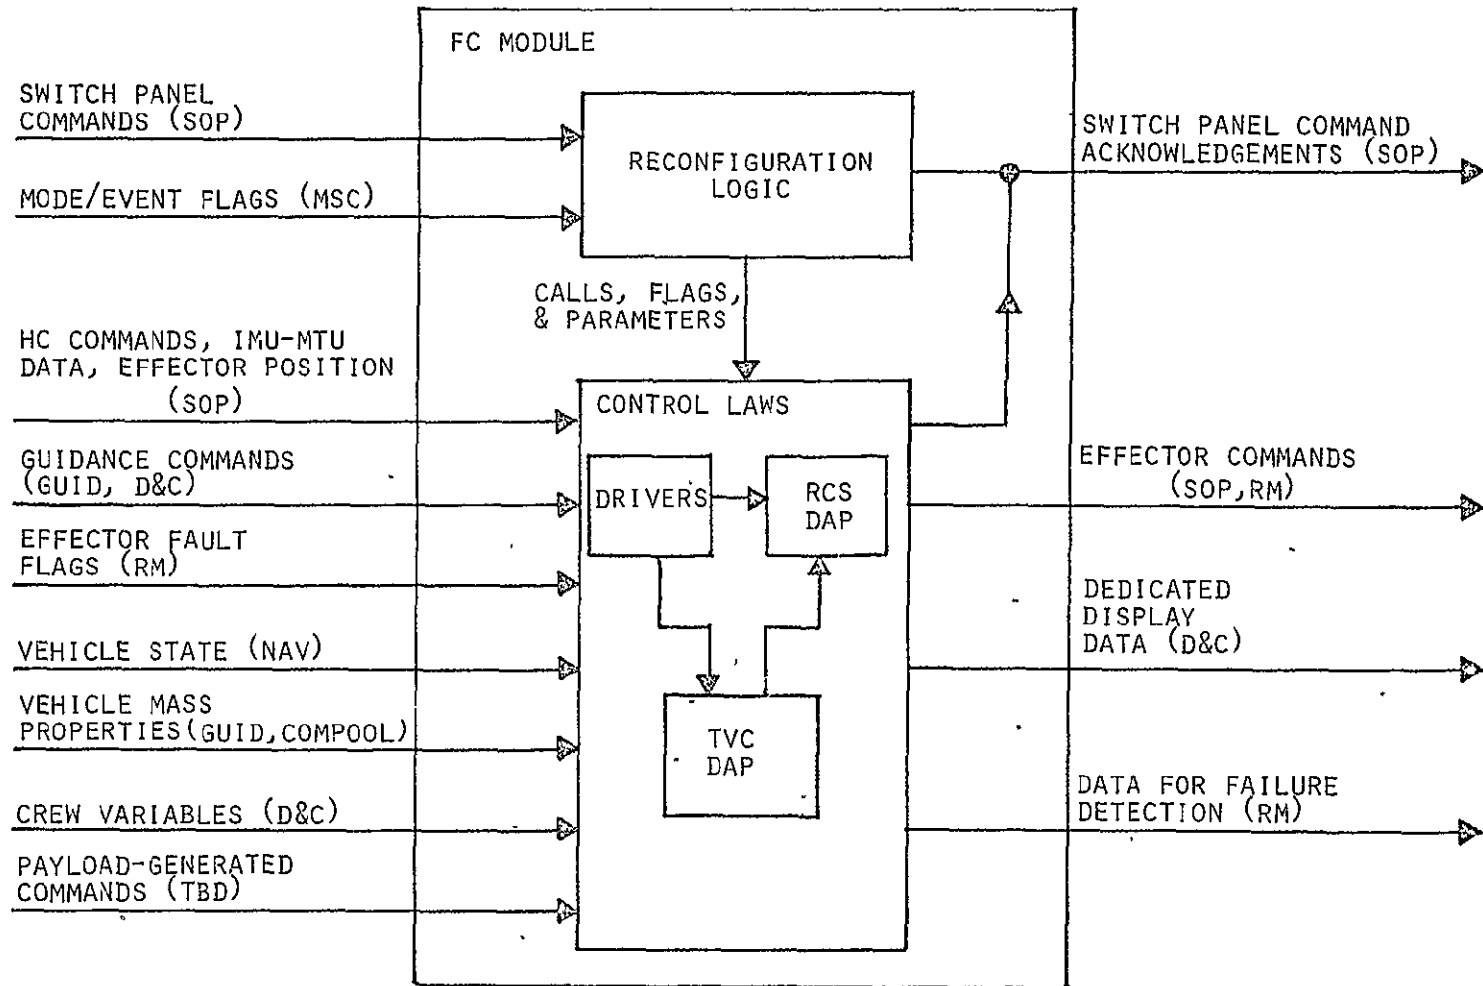 FC MODULE
SWITCH PANEL
COMMANDS (SOP)
MODE/EVENT FLAGS (MSC)
RECONFIGURATION
LOGIC
SWITCH PANEL COMMAND
ACKNOWLEDGEMENTS (SOP)
CALLS, FLAGS,
& PARAMETERS
HC COMMANDS, IMU-MTU
DATA, EFFECTOR POSITION
(SOP)
GUIDANCE COMMANDS
(GUID, D&C)
EFFECTOR FAULT
FLAGS (RM)
VEHICLE STATE (NAV)
VEHICLE MASS
PROPERTIES(GUID,COMPOOL)
CREW VARIABLES (D&C)
PAYLOAD-GENERATED
COMMANDS (TBD)
CONTROL LAWS
DRIVERS
RCS
DAP
TVC
DAP
EFFECTOR COMMANDS
(SOP,RM)
DEDICATED
DISPLAY
DATA (D&C)
DATA FOR FAILURE
DETECTION (RM)